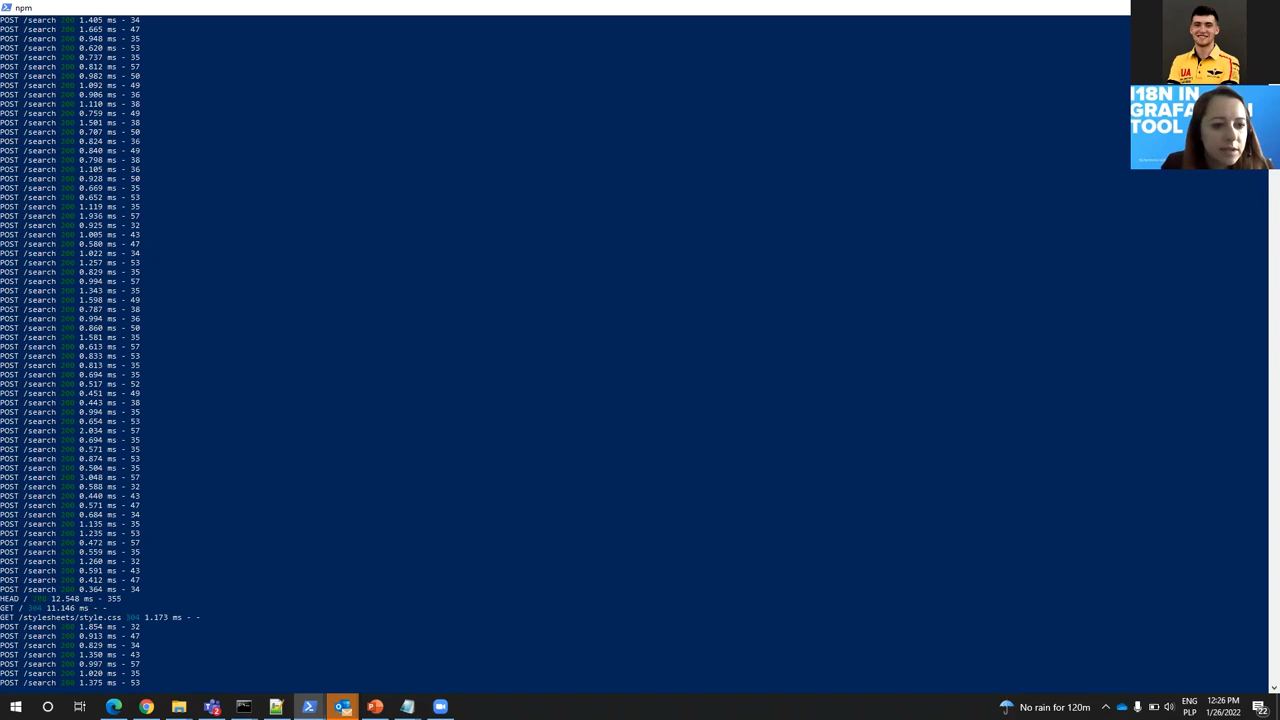 npm
POST /search 200 1.405 ms - 34
POST /search 200 1.665 ms - 47
POST /search 200 0.948 ms - 35
POST /search 200 0.620 ms - 53
POST /search 200 0.737 ms - 35
POST /search 200 0.812 ms - 57
POST /search 200 0.982 ms - 50
POST /search 200 1.092 ms - 49
POST /search 200 0.906 ms - 36
POST /search 200 1.110 ms - 38
POST /search 200 0.759 ms - 49
POST /search 200 1.501 ms - 38
POST /search 200 0.707 ms - 50
POST /search 200 0.824 ms - 36
POST /search 200 0.840 ms - 49
POST /search 200 0.798 ms - 38
POST /search 200 1.105 ms - 36
POST /search 200 0.928 ms - 50
POST /search 200 0.669 ms - 35
POST /search 200 0.652 ms - 53
POST /search 200 1.119 ms - 35
POST /search 200 1.936 ms - 57
POST /search 200 0.925 ms - 32
POST /search 200 1.005 ms - 43
POST /search 200 0.580 ms - 47
POST /search 200 1.022 ms - 34
POST /search 200 1.257 ms - 53
POST /search 200 0.829 ms - 35
POST /search 200 0.994 ms - 57
POST /search 200 1.343 ms - 35
POST /search 200 1.598 ms - 49
POST /search 200 0.787 ms - 38
POST /search 200 0.994 ms - 36
POST /search 200 0.860 ms - 50
POST /search 200 1.581 ms - 35
POST /search 200 0.613 ms - 57
POST /search 200 0.833 ms - 53
POST /search 200 0.813 ms - 35
POST /search 200 0.694 ms - 35
POST /search 200 0.517 ms - 52
POST /search 200 0.451 ms - 49
POST /search 200 0.443 ms - 38
POST /search 200 0.994 ms - 35
POST /search 200 0.654 ms - 53
POST /search 200 2.034 ms - 57
POST /search 200 0.694 ms - 35
POST /search 200 0.571 ms - 35
POST /search 200 0.874 ms - 53
POST /search 200 0.504 ms - 35
POST /search 200 3.048 ms - 57
POST /search 200 0.588 ms - 32
POST /search 200 0.440 ms - 43
POST /search 200 0.571 ms - 47
POST /search 200 0.684 ms - 34
POST /search 200 1.135 ms - 35
POST /search 200 1.235 ms - 53
POST /search 200 0.472 ms - 57
POST /search 200 0.559 ms - 35
POST /search 200 1.260 ms - 32
POST /search 200 0.591 ms - 43
POST /search 200 0.412 ms - 47
POST /search 200 0.364 ms - 34
HEAD / 200 12.548 ms - 355
GET / 304 11.146 ms - -
GET /stylesheets/style.css 304 1.173 ms - -
POST /search 200 1.854 ms - 32
POST /search 200 0.913 ms - 47
POST /search 200 0.829 ms - 34
POST /search 200 1.350 ms - 43
POST /search 200 0.997 ms - 57
POST /search 200 1.020 ms - 35
POST /search 200 1.375 ms - 53
UA
I18N IN
GRAFA
TOOL
No rain for 120m
ENG
PLP
12:26 PM
1/26/2022
22